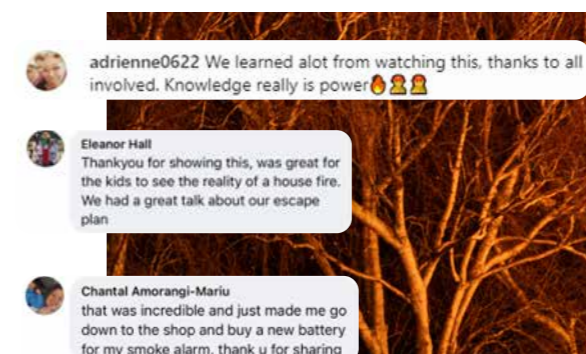 adrienne0622 We learned alot from watching this, thanks to all
involved. Knowledge really is power
Eleanor Hall
Thankyou for showing this, was great for
the kids to see the reality of a house fire.
We had a great talk about our escape
plan
Chantal Amorangi-Mariu
that was incredible and just made me go
down to the shop and buy a new battery
for my smoke alarm, thank u for sharing